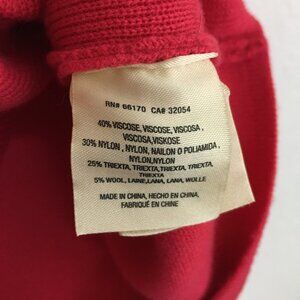 RN# 66170 CA# 32054
40% VISCOSE, VISCOSE, VISCOSA,
VISCOSA, VISKOSE
30% NYLON, NYLON, NAILON O POLIAMIDA,
NYLON, NYLON
25% TRIEXTA, TRIEXTA, TRIEXTA, TRIEXTA,
TRIEXTA
5% WOOL, LAINE, LANA, LANA, WOLLE
MADE IN CHINA, HECHO EN CHINA,
FABRIQUÉ EN CHINE